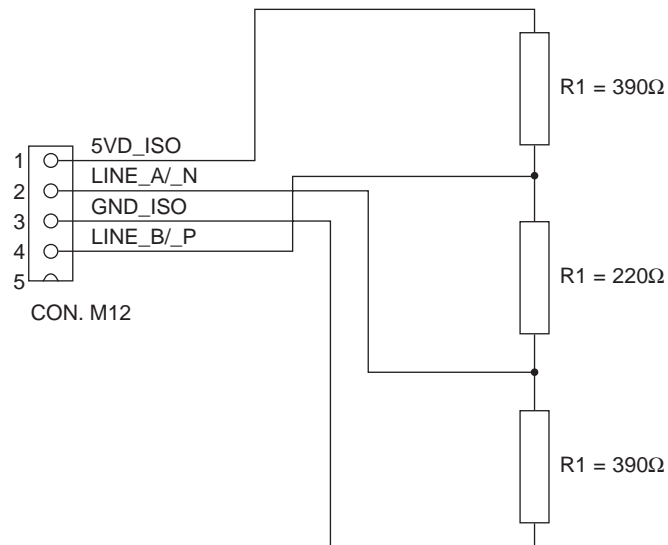 R1 = 390Ω
1 5VD_ISO
2 LINE_A/_N
3 GND_ISO
4 LINE_B/_P
5
R1 = 220Ω
CON. M12
R1 = 390Ω